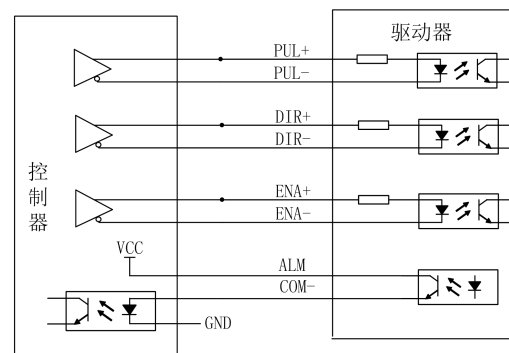 驱动器
PUL+
PUL-
DIR+
DIR-
控制器
ENA+
ENA-
VCC
ALM
COM-
GND